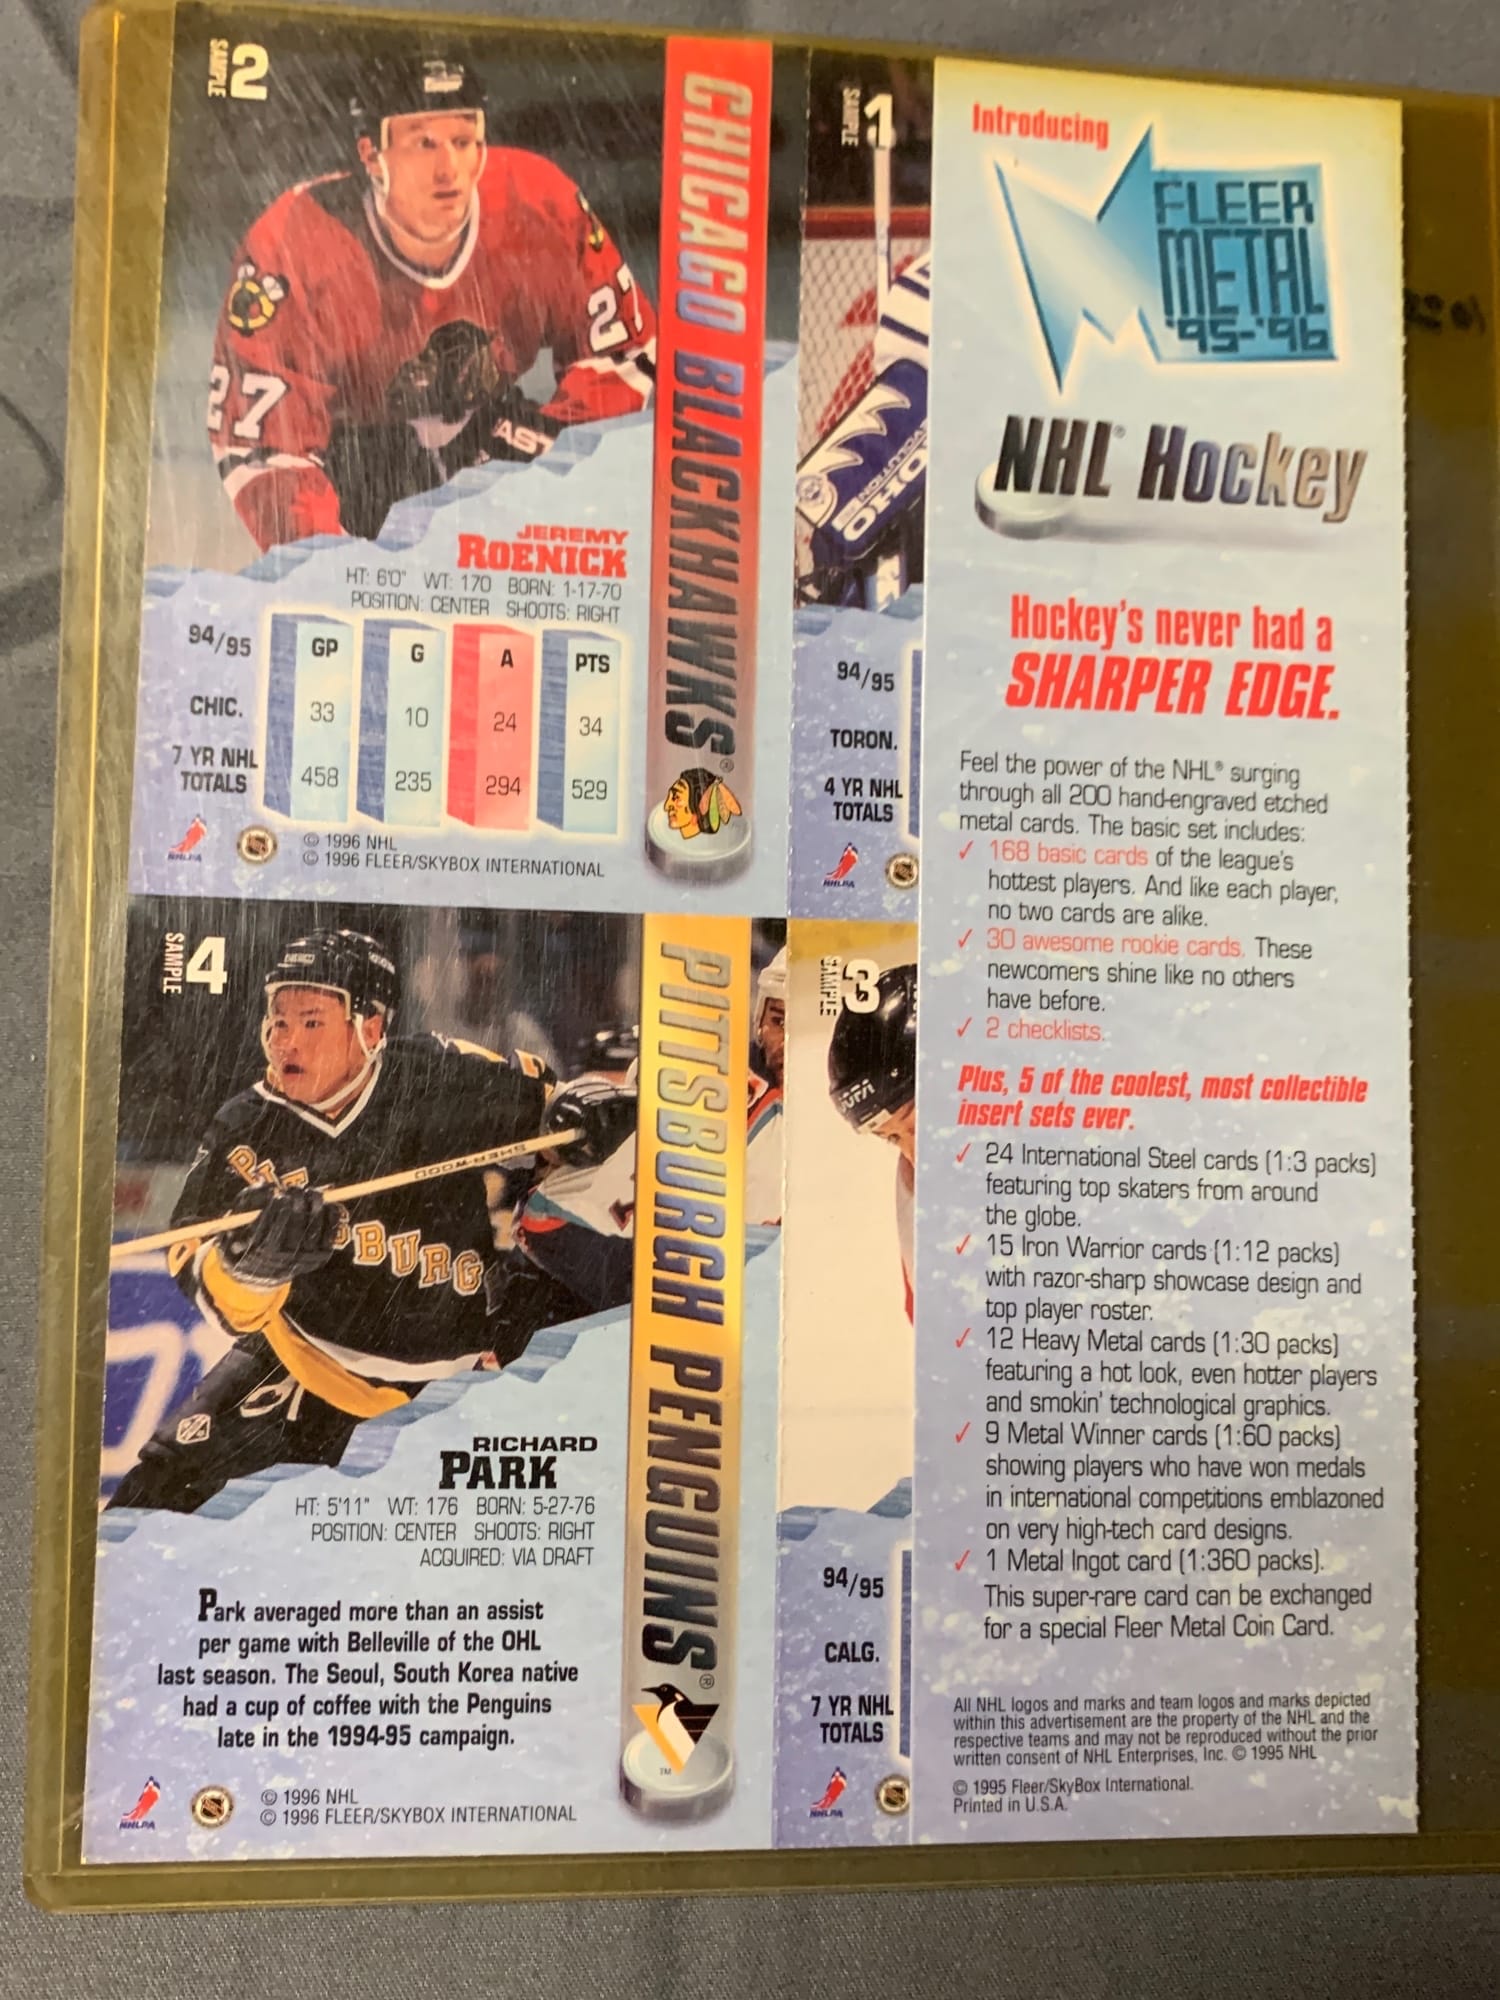 SAMPLE 2
CHICAGO BLACKHAWKS®
27
27
EAST
JEREMY
ROENICK
HT: 6'0" WT: 170 BORN: 1-17-70
POSITION: CENTER SHOOTS: RIGHT
94/95 GP G A PTS
CHIC. 33 10 24 34
7 YR NHL
TOTALS 458 235 294 529
NHLPA
© 1996 NHL
© 1996 FLEER/SKYBOX INTERNATIONAL
SAMPLE 1
94/95
TORON.
4 YR NHL
TOTALS
NHLPA
SAMPLE 4
PITTSBURGH PENGUINS®
SHER-WOOD
RICHARD
PARK
HT: 5'11" WT: 176 BORN: 5-27-76
POSITION: CENTER SHOOTS: RIGHT
ACQUIRED: VIA DRAFT
Park averaged more than an assist
per game with Belleville of the OHL
last season. The Seoul, South Korea native
had a cup of coffee with the Penguins
late in the 1994-95 campaign.
TM
NHLPA
© 1996 NHL
© 1996 FLEER/SKYBOX INTERNATIONAL
SAMPLE 3
94/95
CALG.
7 YR NHL
TOTALS
NHLPA
Introducing
FLEER
METAL
'95-'96
NHL® Hockey
Hockey's never had a
SHARPER EDGE.
Feel the power of the NHL® surging
through all 200 hand-engraved etched
metal cards. The basic set includes:
✓ 168 basic cards of the league's
hottest players. And like each player,
no two cards are alike.
✓ 30 awesome rookie cards. These
newcomers shine like no others
have before.
✓ 2 checklists.
Plus, 5 of the coolest, most collectible
insert sets ever.
✓ 24 International Steel cards (1:3 packs)
featuring top skaters from around
the globe.
✓ 15 Iron Warrior cards (1:12 packs)
with razor-sharp showcase design and
top player roster.
✓ 12 Heavy Metal cards (1:30 packs)
featuring a hot look, even hotter players
and smokin' technological graphics.
✓ 9 Metal Winner cards (1:60 packs)
showing players who have won medals
in international competitions emblazoned
on very high-tech card designs.
✓ 1 Metal Ingot card (1:360 packs).
This super-rare card can be exchanged
for a special Fleer Metal Coin Card.
All NHL logos and marks and team logos and marks depicted
within this advertisement are the property of the NHL and the
respective teams and may not be reproduced without the prior
written consent of NHL Enterprises, Inc. © 1995 NHL
© 1995 Fleer/SkyBox International.
Printed in U.S.A.